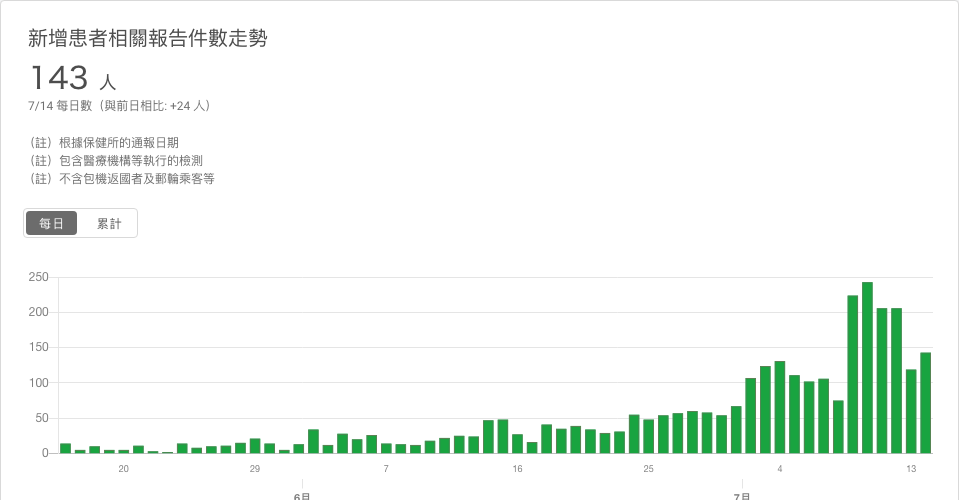 新增患者相關報告件數走勢
143 人
7/14 每日數（與前日相比: +24 人）
（註）根據保健所的通報日期
（註）包含醫療機構等執行的檢測
（註）不含包機返國者及郵輪乘客等
每日 累計
250
200
150
100
50
0
20 29 7 16 25 4 13
6月 7月